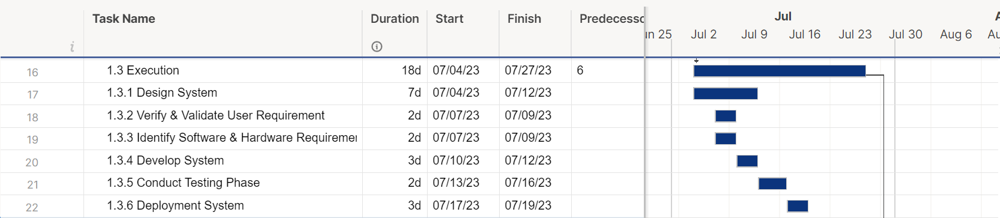 Task Name Duration Start Finish Predecesso
Jul A
un 25 Jul 2 Jul 9 Jul 16 Jul 23 Jul 30 Aug 6 Au
16 1.3 Execution 18d 07/04/23 07/27/23 6
17 1.3.1 Design System 7d 07/04/23 07/12/23
18 1.3.2 Verify & Validate User Requirement 2d 07/07/23 07/09/23
19 1.3.3 Identify Software & Hardware Requiremen 2d 07/07/23 07/09/23
20 1.3.4 Develop System 3d 07/10/23 07/12/23
21 1.3.5 Conduct Testing Phase 2d 07/13/23 07/16/23
22 1.3.6 Deployment System 3d 07/17/23 07/19/23